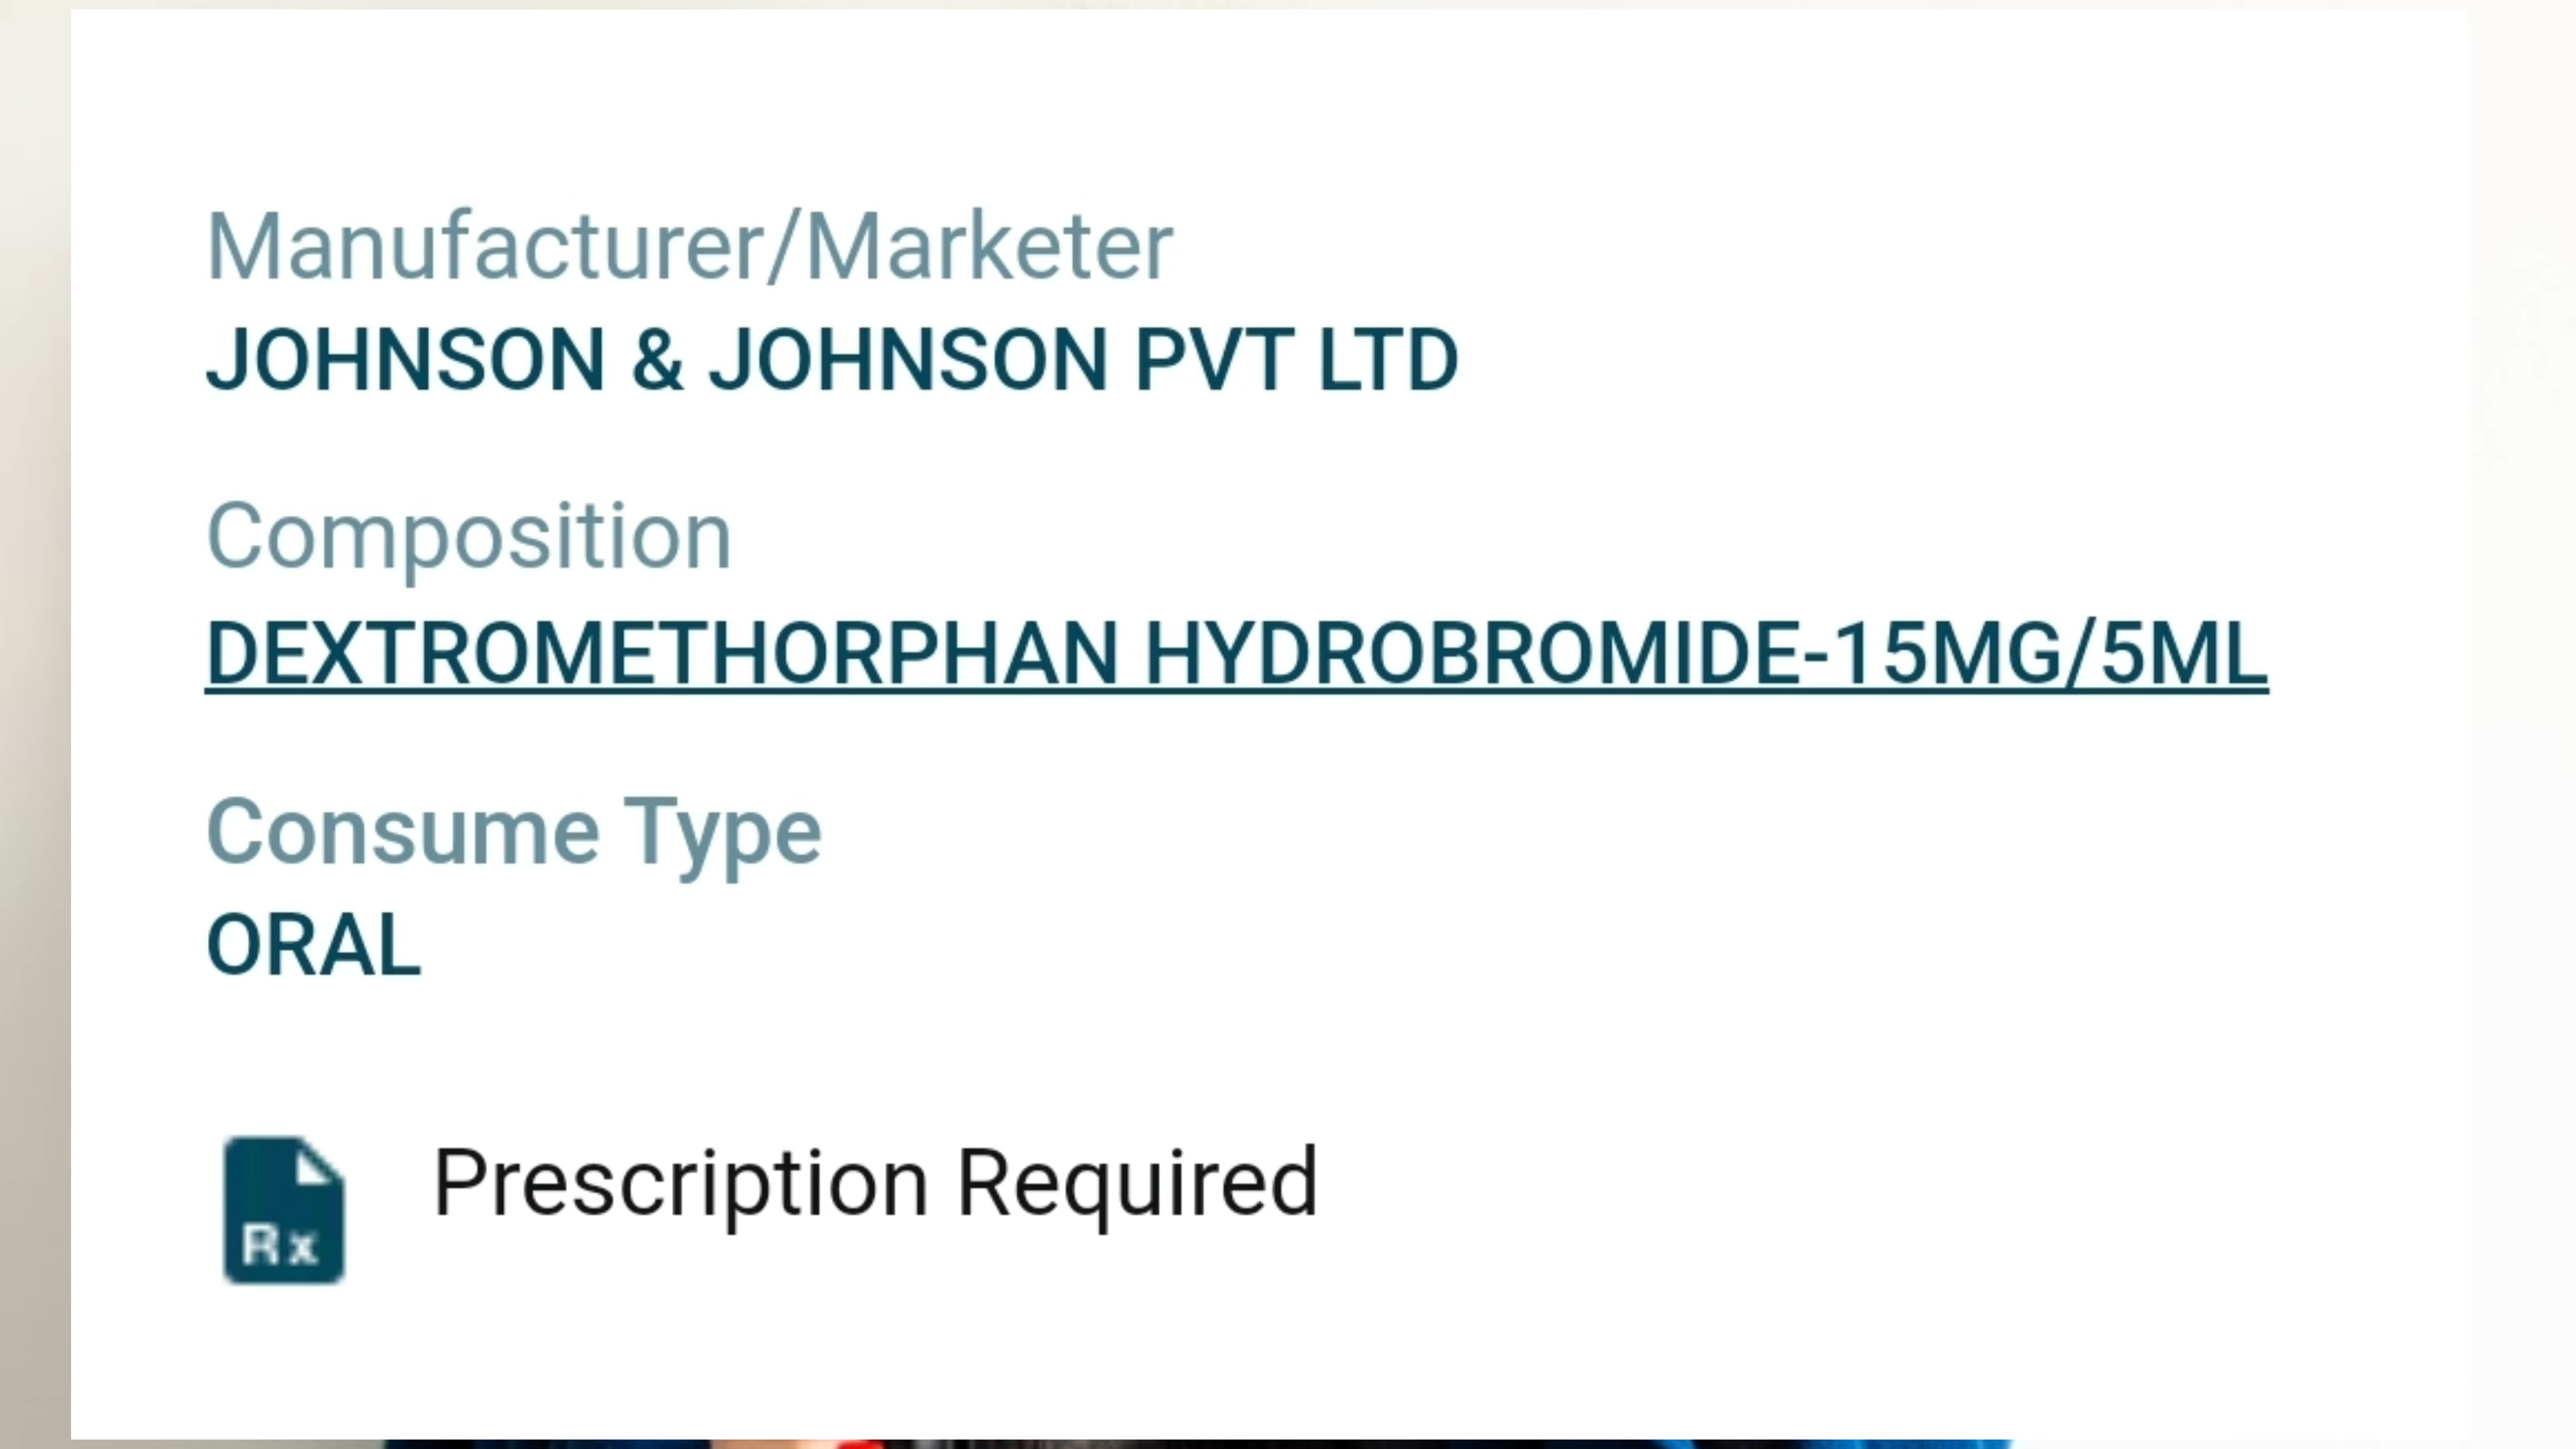 Manufacturer/Marketer
JOHNSON & JOHNSON PVT LTD
Composition
DEXTROMETHORPHAN HYDROBROMIDE-15MG/5ML
Consume Type
ORAL
Rx
Prescription Required